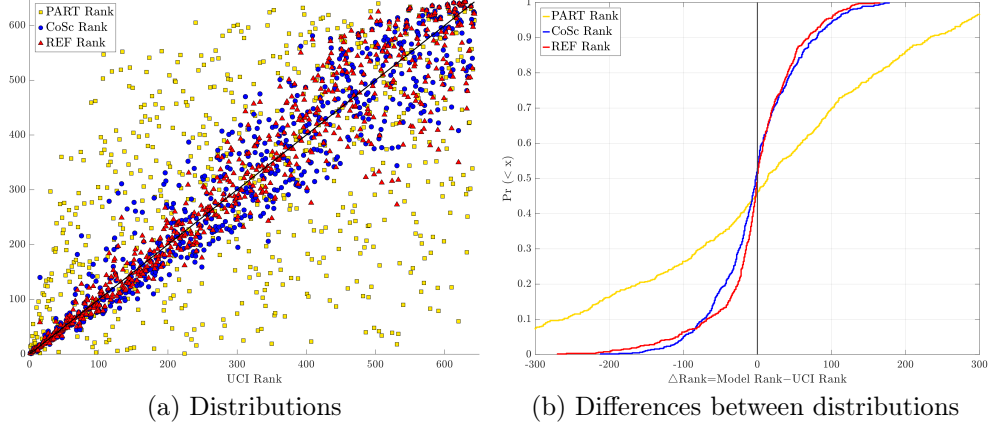 PART Rank
CoSc Rank
REF Rank
600
500
400
300
200
100
0
0 100 200 300 400 500 600
UCI Rank
(a) Distributions
PART Rank
CoSc Rank
REF Rank
1
0.9
0.8
0.7
0.6
0.5
0.4
0.3
0.2
0.1
0
Pr (< x)
-300 -200 -100 0 100 200 300
△Rank=Model Rank−UCI Rank
(b) Differences between distributions